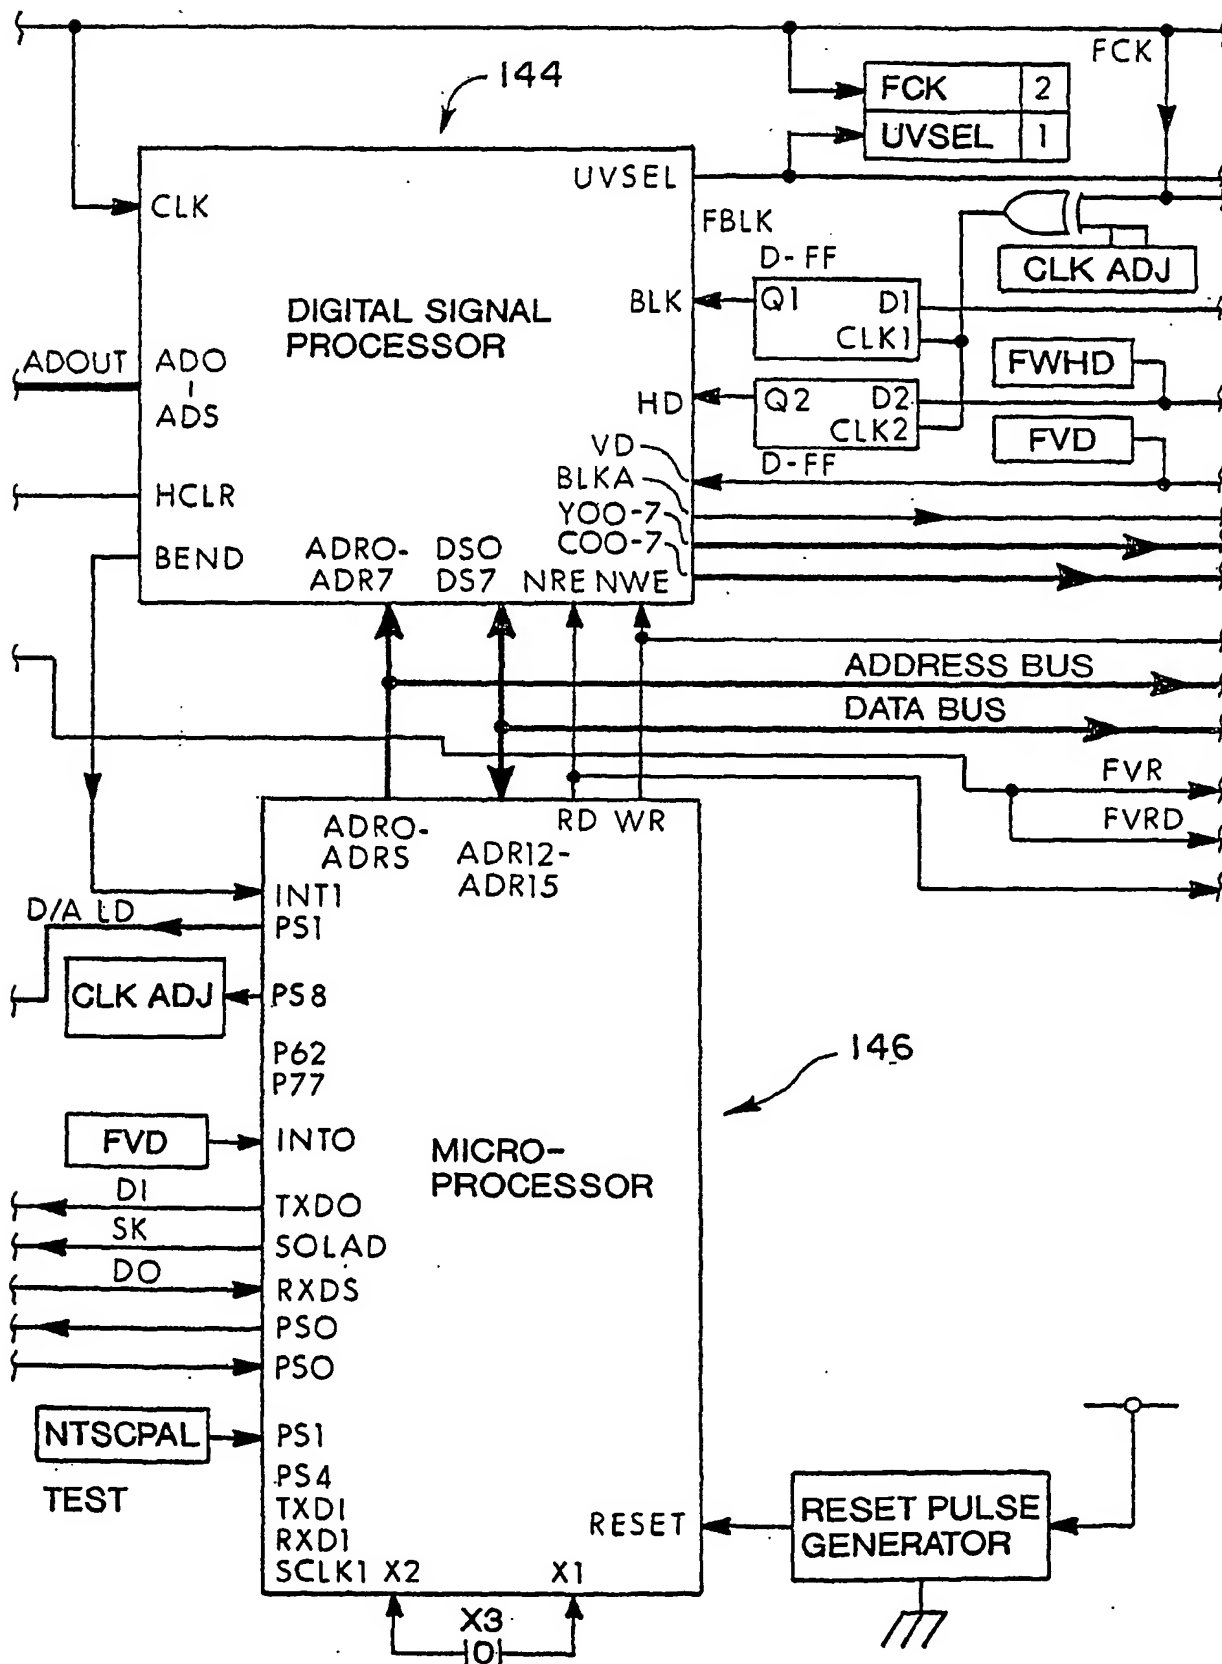 FCK
144
FCK 2
UVSEL 1
UVSEL
CLK
FBLK
CLK ADJ
D-FF
DIGITAL SIGNAL
PROCESSOR
BLK
Q1 D1
CLK1
ADOUT
ADO
ADS
FWHD
HD
Q2 D2
CLK2
FVD
VD
D-FF
BLKA
HCLR
YOO-7
COO-7
BEND
ADRO-
ADR7
DSO
DS7
NRE NWE
ADDRESS BUS
DATA BUS
FVR
FVRD
RD WR
ADRO-
ADRS
ADR12-
ADR15
INT1
D/A LD
PS1
CLK ADJ
PS8
146
P62
P77
FVD
INTO
MICRO-
PROCESSOR
DI
TXDO
SK
SOLAD
DO
RXDS
PSO
PSO
NTSCPAL
PS1
TEST
PS4
TXD1
RXD1
SCLK1 X2 X1
RESET
RESET PULSE
GENERATOR
X3